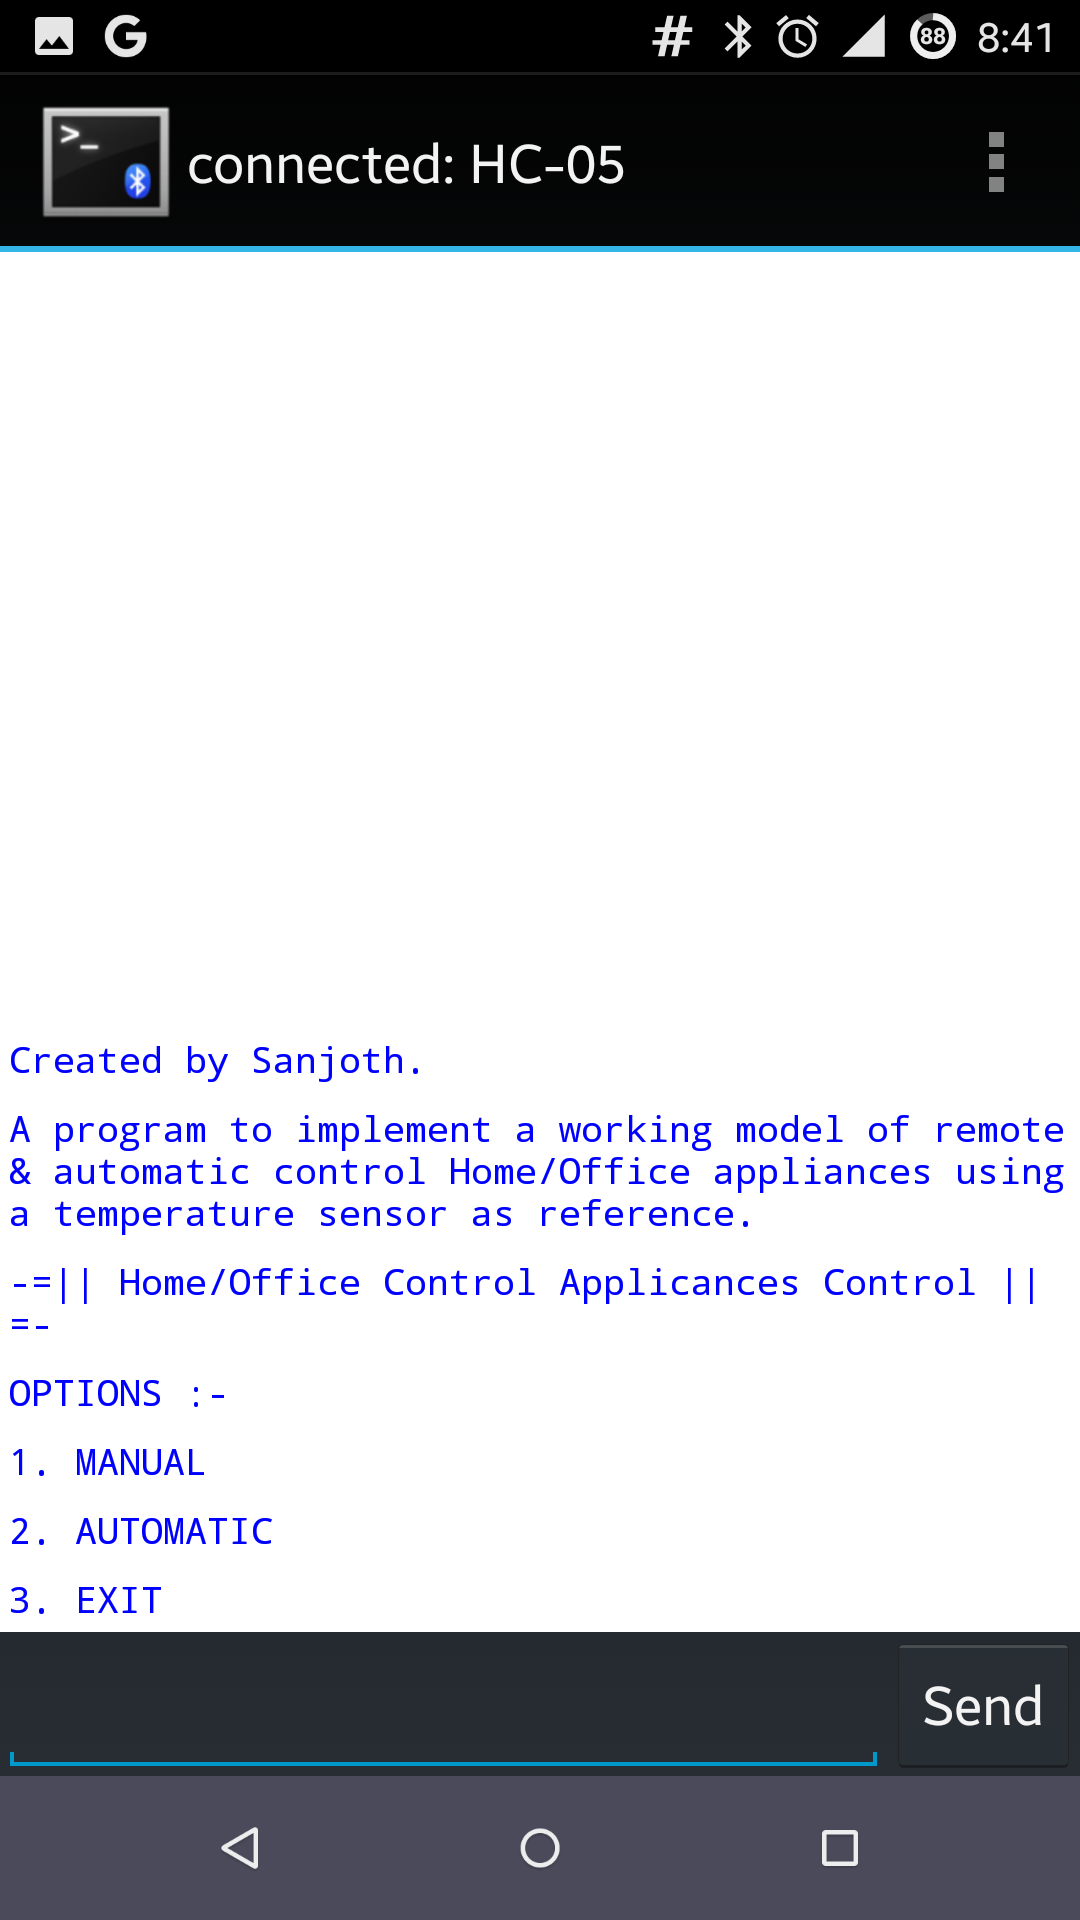 88 8:41
>_ connected: HC-05
Created by Sanjoth.
A program to implement a working model of remote
& automatic control Home/Office appliances using
a temperature sensor as reference.
-=|| Home/Office Control Applicances Control ||
=-
OPTIONS :-
1. MANUAL
2. AUTOMATIC
3. EXIT
Send